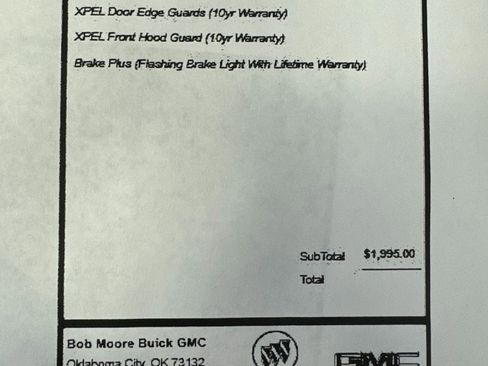 XPEL Door Edge Guards (10yr Warranty)
XPEL Front Hood Guard (10yr Warranty)
Brake Plus (Flashing Brake Light With Lifetime Warranty)
SubTotal $1,995.00
Total
Bob Moore Buick GMC
Oklahoma City, OK 73132
GMC